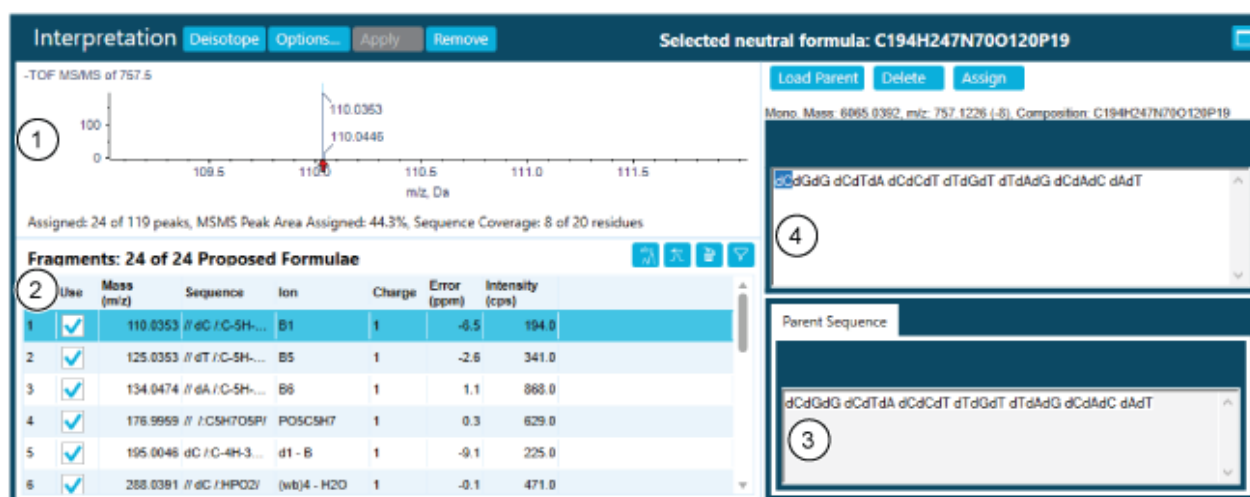 Interpretation Deisotope Options... Apply Remove Selected neutral formula: C194H247N70O120P19
-TOF MS/MS of 757.5
100
0
110.0353
110.0446
109.5 110.0 110.5 111.0 111.5
m/z, Da
1
Assigned: 24 of 119 peaks, MSMS Peak Area Assigned: 44.3%, Sequence Coverage: 8 of 20 residues
Fragments: 24 of 24 Proposed Formulae
2
Use Mass (m/z) Sequence Ion Charge Error (ppm) Intensity (cps)
1 110.0353 // dC /:C-5H-... B1 1 -6.5 194.0
2 125.0353 // dT /:C-5H-... B5 1 -2.6 341.0
3 134.0474 // dA /:C-5H-... B6 1 1.1 868.0
4 176.9959 // /:C5H7O5P/ PO5C5H7 1 0.3 629.0
5 195.0046 dC /:C-4H-3... d1 - B 1 -9.1 225.0
6 288.0391 // dC /:HPO2/ (wb)4 - H2O 1 -0.1 471.0
Load Parent Delete Assign
Mono. Mass: 6065.0392, m/z: 757.1226 (-8), Composition: C194H247N70O120P19
dCdGdG dCdTdA dCdCdT dTdGdT dTdAdG dCdAdC dAdT
4
Parent Sequence
dCdGdG dCdTdA dCdCdT dTdGdT dTdAdG dCdAdC dAdT
3